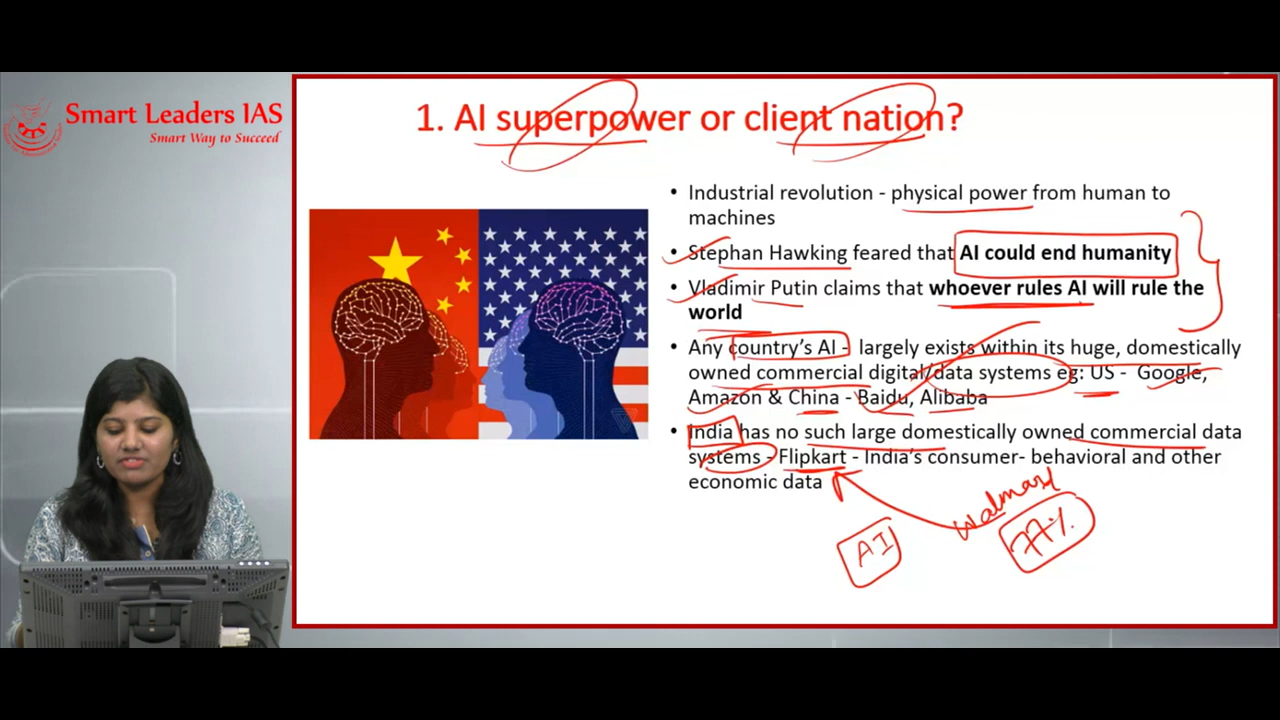 Smart Leaders IAS
Smart Way to Succeed
1. AI superpower or client nation?
• Industrial revolution - physical power from human to
machines
• Stephan Hawking feared that AI could end humanity
• Vladimir Putin claims that whoever rules AI will rule the
world
• Any country's AI - largely exists within its huge, domestically
owned commercial digital/data systems eg: US - Google,
Amazon & China - Baidu, Alibaba
• India has no such large domestically owned commercial data
systems - Flipkart - India's consumer- behavioral and other
economic data
Walmart
77%
AI